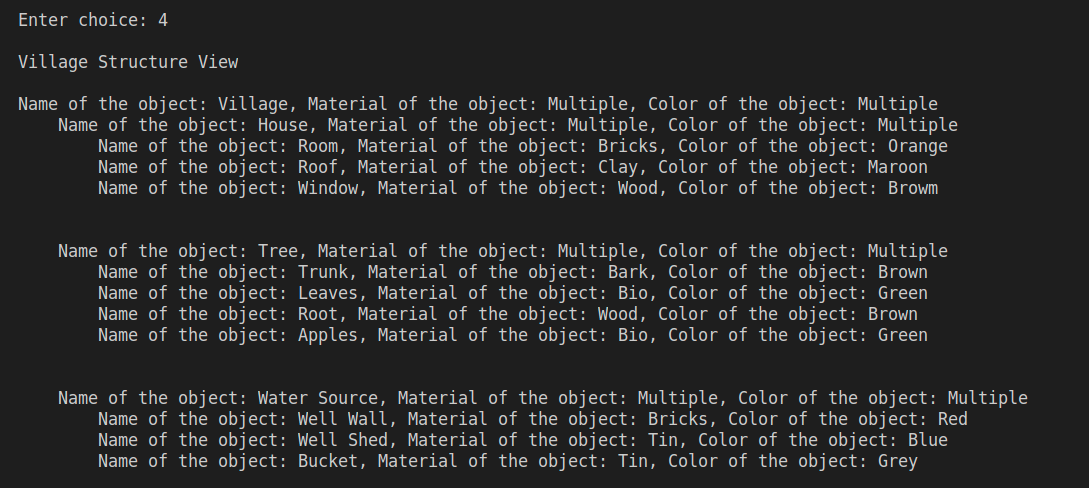 Enter choice: 4
Village Structure View
Name of the object: Village, Material of the object: Multiple, Color of the object: Multiple
Name of the object: House, Material of the object: Multiple, Color of the object: Multiple
Name of the object: Room, Material of the object: Bricks, Color of the object: Orange
Name of the object: Roof, Material of the object: Clay, Color of the object: Maroon
Name of the object: Window, Material of the object: Wood, Color of the object: Browm
Name of the object: Tree, Material of the object: Multiple, Color of the object: Multiple
Name of the object: Trunk, Material of the object: Bark, Color of the object: Brown
Name of the object: Leaves, Material of the object: Bio, Color of the object: Green
Name of the object: Root, Material of the object: Wood, Color of the object: Brown
Name of the object: Apples, Material of the object: Bio, Color of the object: Green
Name of the object: Water Source, Material of the object: Multiple, Color of the object: Multiple
Name of the object: Well Wall, Material of the object: Bricks, Color of the object: Red
Name of the object: Well Shed, Material of the object: Tin, Color of the object: Blue
Name of the object: Bucket, Material of the object: Tin, Color of the object: Grey